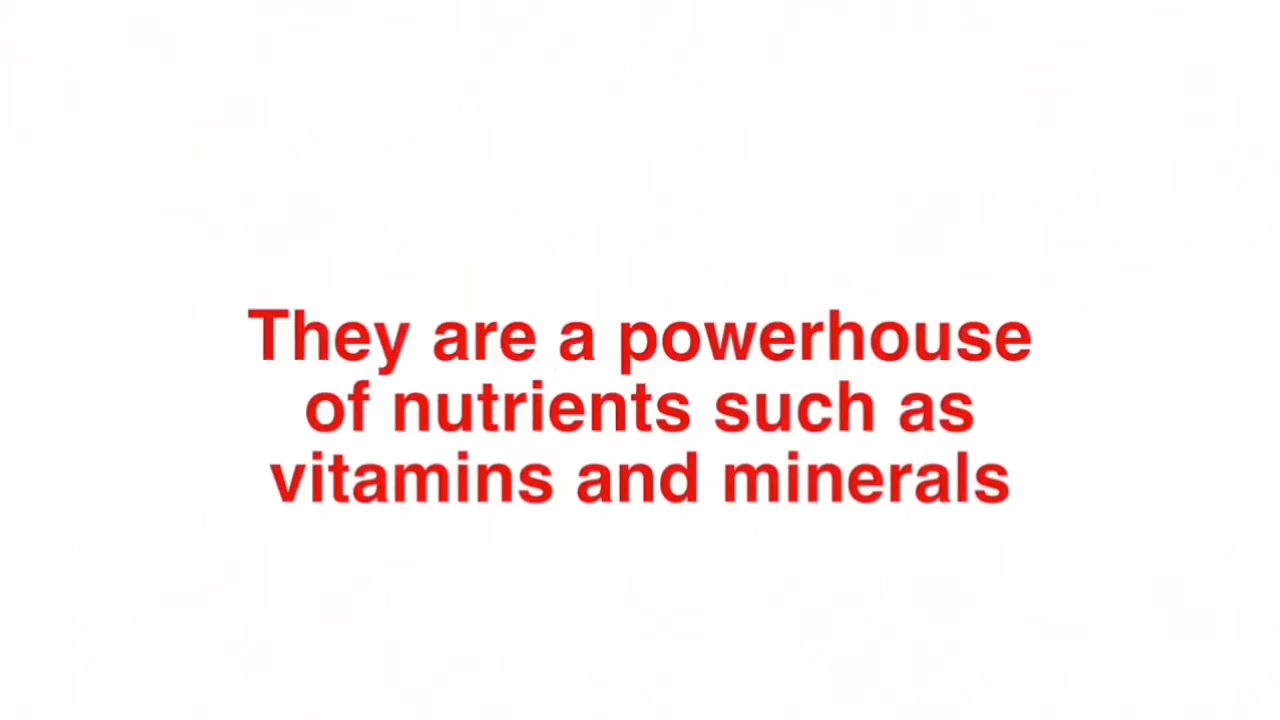 They are a powerhouse
of nutrients such as
vitamins and minerals